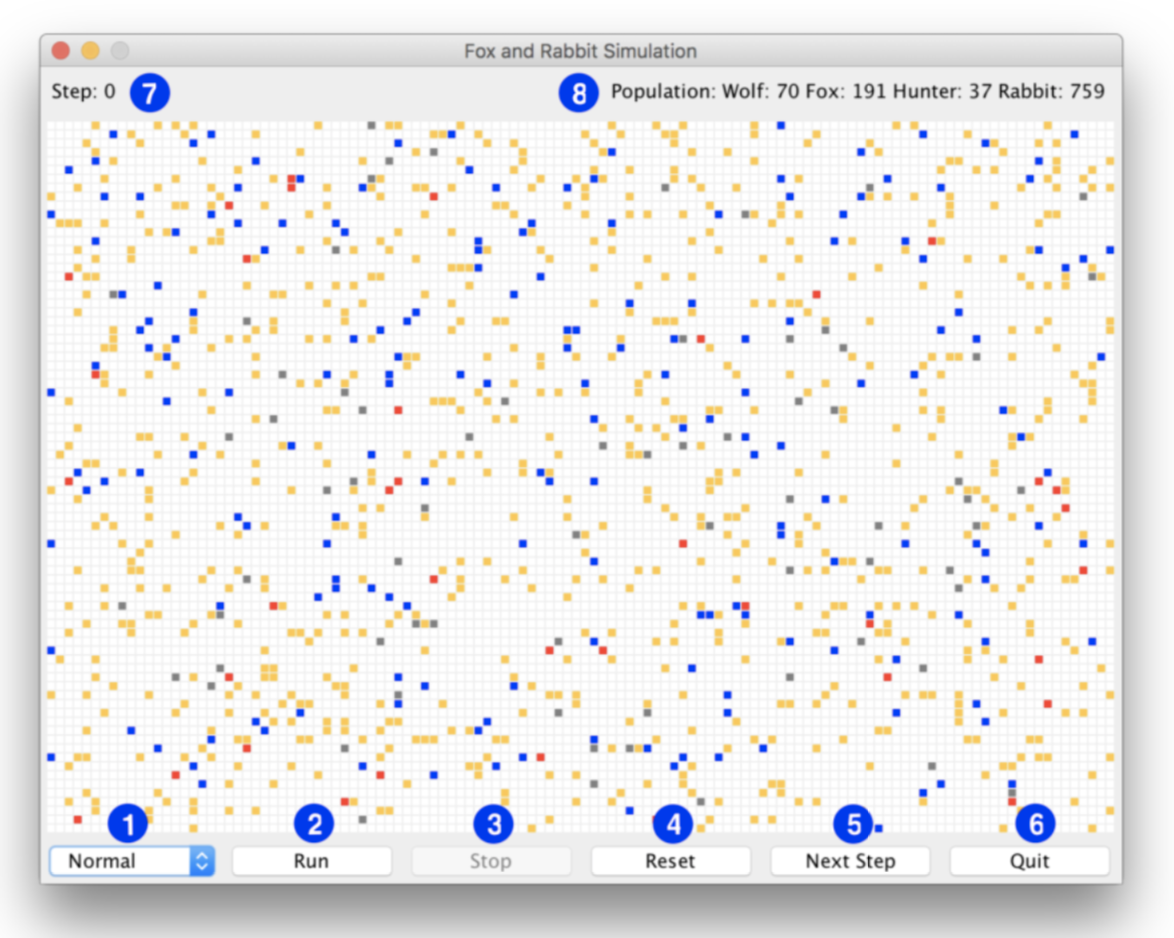 Fox and Rabbit Simulation
Step: 0 7 8 Population: Wolf: 70 Fox: 191 Hunter: 37 Rabbit: 759
1 2 3 4 5 6
Normal Run Stop Reset Next Step Quit